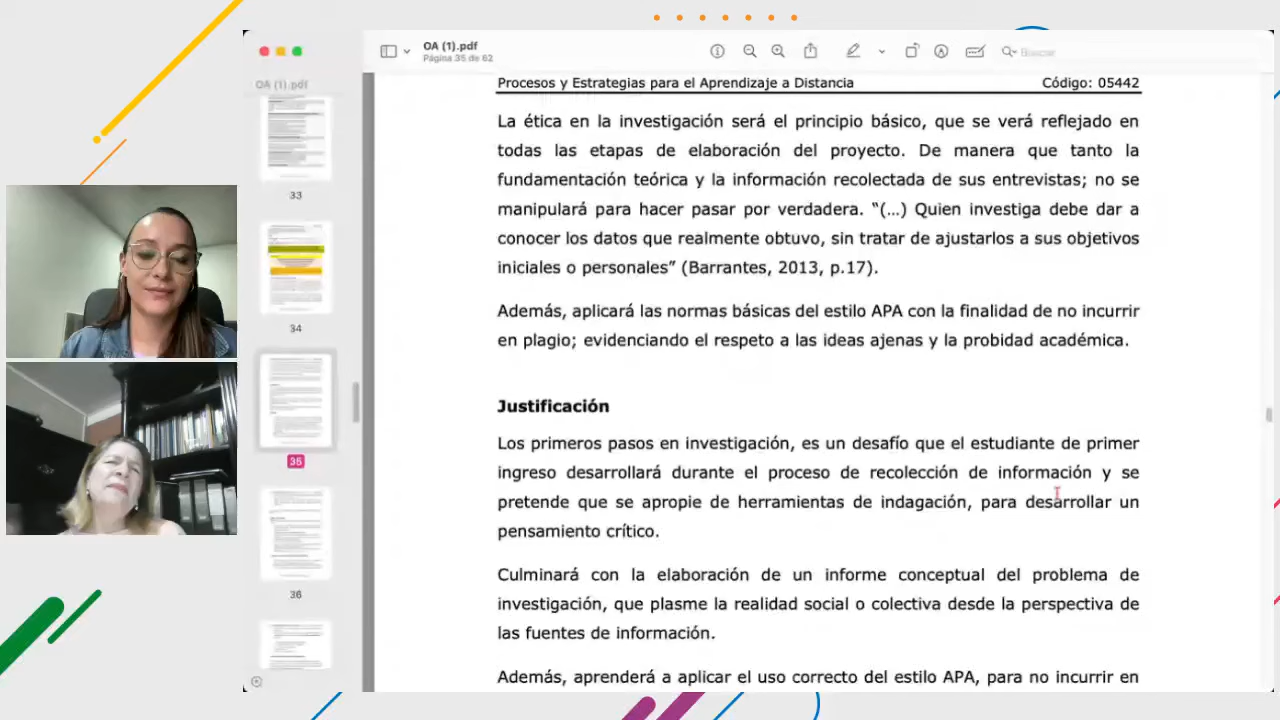 OA (1).pdf
Página 35 de 62
Buscar
OA (1).pdf
33
34
35
36
Procesos y Estrategias para el Aprendizaje a Distancia Código: 05442
La ética en la investigación será el principio básico, que se verá reflejado en
todas las etapas de elaboración del proyecto. De manera que tanto la
fundamentación teórica y la información recolectada de sus entrevistas; no se
manipulará para hacer pasar por verdadera. “(...) Quien investiga debe dar a
conocer los datos que realmente obtuvo, sin tratar de ajustarlos a sus objetivos
iniciales o personales” (Barrantes, 2013, p.17).
Además, aplicará las normas básicas del estilo APA con la finalidad de no incurrir
en plagio; evidenciando el respeto a las ideas ajenas y la probidad académica.
Justificación
Los primeros pasos en investigación, es un desafío que el estudiante de primer
ingreso desarrollará durante el proceso de recolección de información y se
pretende que se apropie de herramientas de indagación, para desarrollar un
pensamiento crítico.
Culminará con la elaboración de un informe conceptual del problema de
investigación, que plasme la realidad social o colectiva desde la perspectiva de
las fuentes de información.
Además, aprenderá a aplicar el uso correcto del estilo APA, para no incurrir en